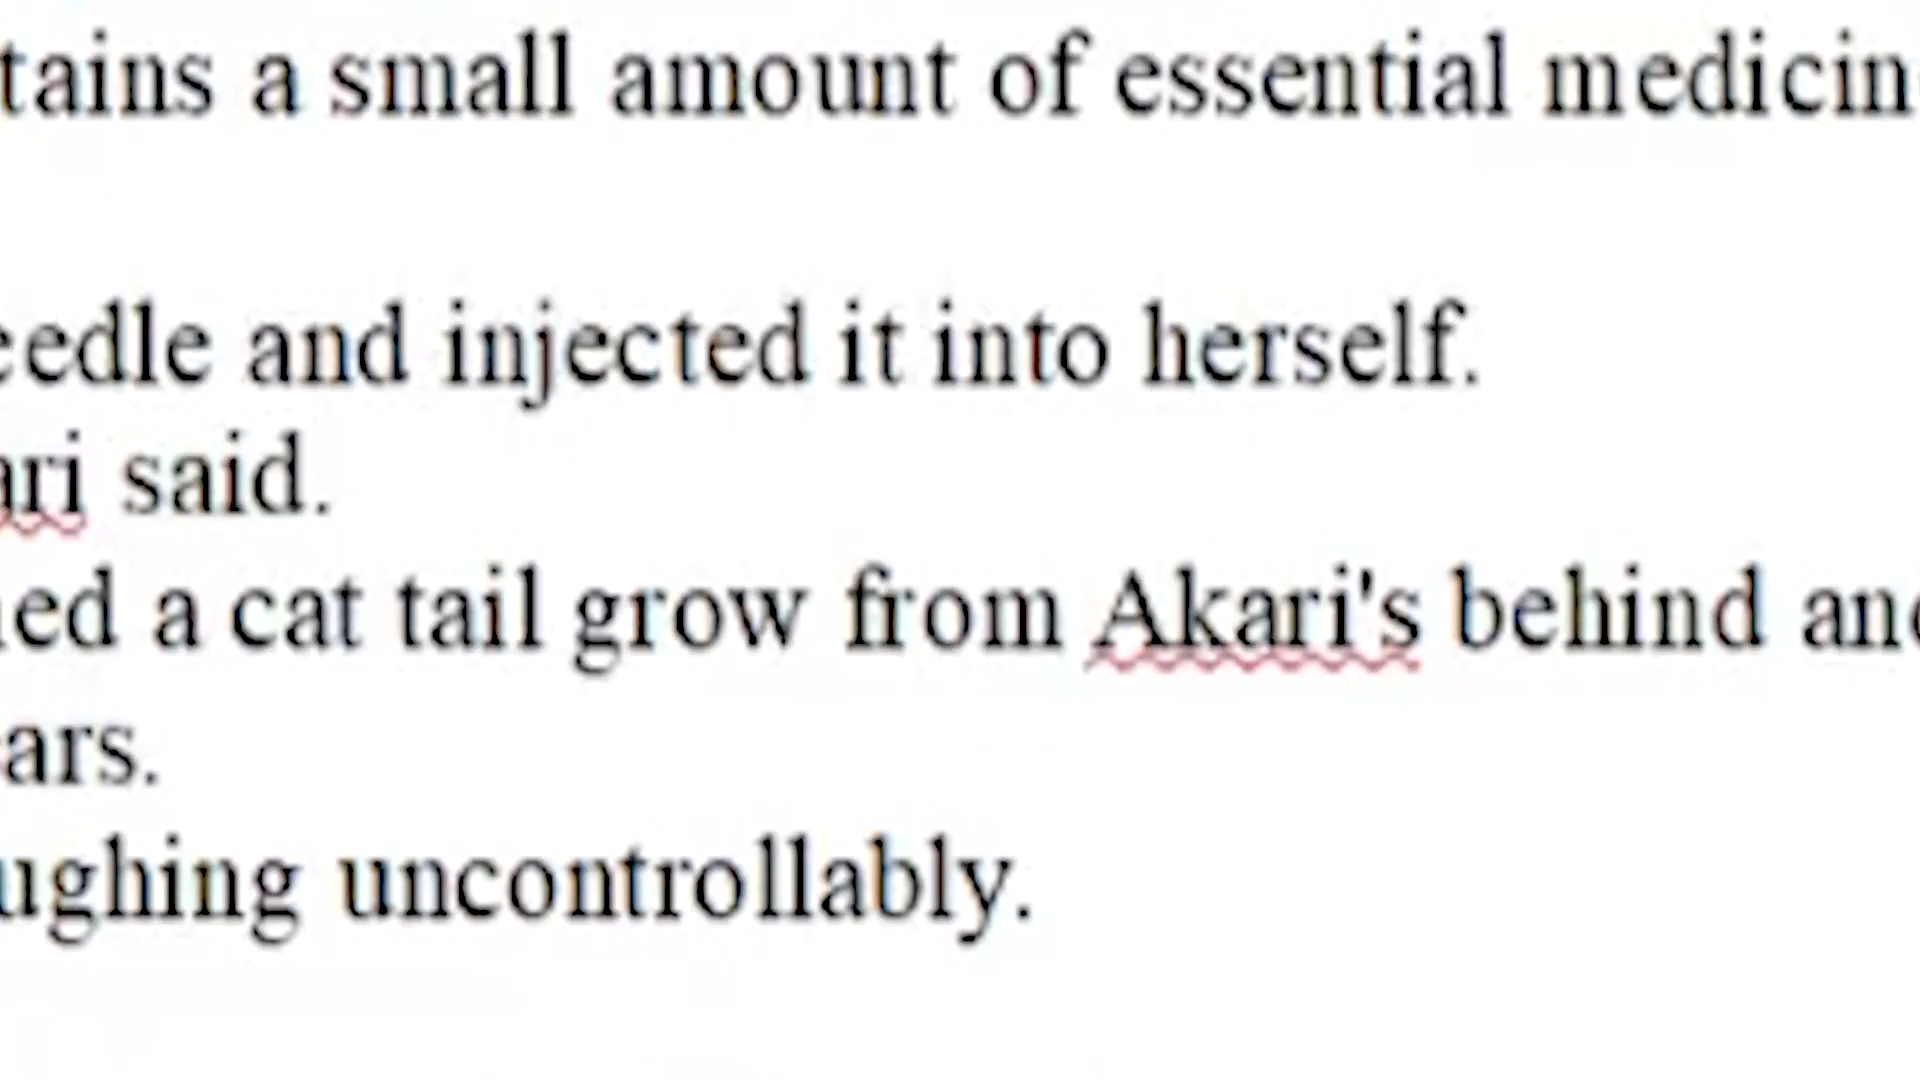 tains a small amount of essential medicin
eedle and injected it into herself.
ari said.
ned a cat tail grow from Akari's behind and
ars.
ughing uncontrollably.